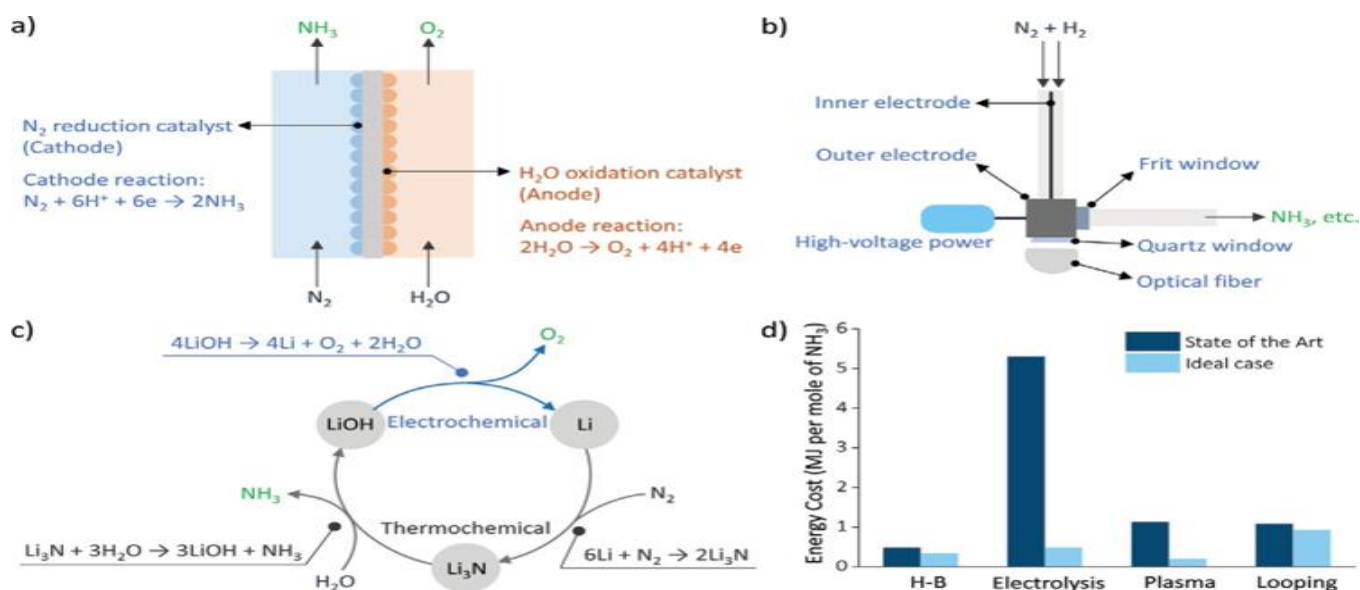 a)
NH₃
O₂
N₂ reduction catalyst
(Cathode)
Cathode reaction:
N₂ + 6H⁺ + 6e → 2NH₃
H₂O oxidation catalyst
(Anode)
Anode reaction:
2H₂O → O₂ + 4H⁺ + 4e
N₂
H₂O
b)
N₂ + H₂
Inner electrode
Outer electrode
Frit window
High-voltage power
NH₃, etc.
Quartz window
Optical fiber
c)
4LiOH → 4Li + O₂ + 2H₂O
O₂
LiOH
Electrochemical
Li
NH₃
N₂
Thermochemical
Li₃N + 3H₂O → 3LiOH + NH₃
6Li + N₂ → 2Li₃N
Li₃N
H₂O
d)
Energy Cost (MJ per mole of NH₃)
6
5
4
3
2
1
0
State of the Art
Ideal case
H-B
Electrolysis
Plasma
Looping